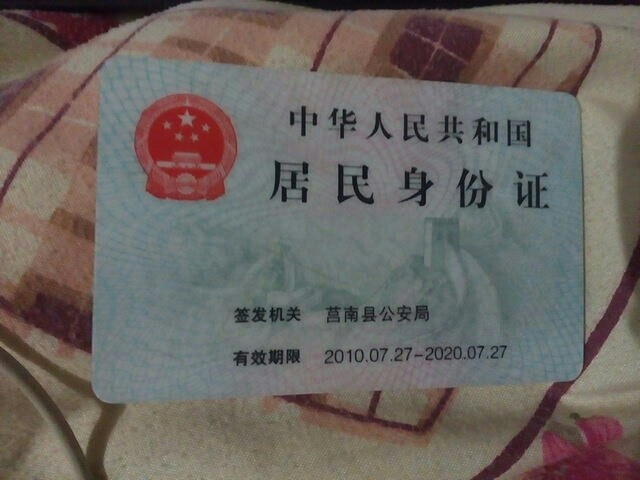 中华人民共和国
居民身份证
签发机关 莒南县公安局
有效期限 2010.07.27-2020.07.27